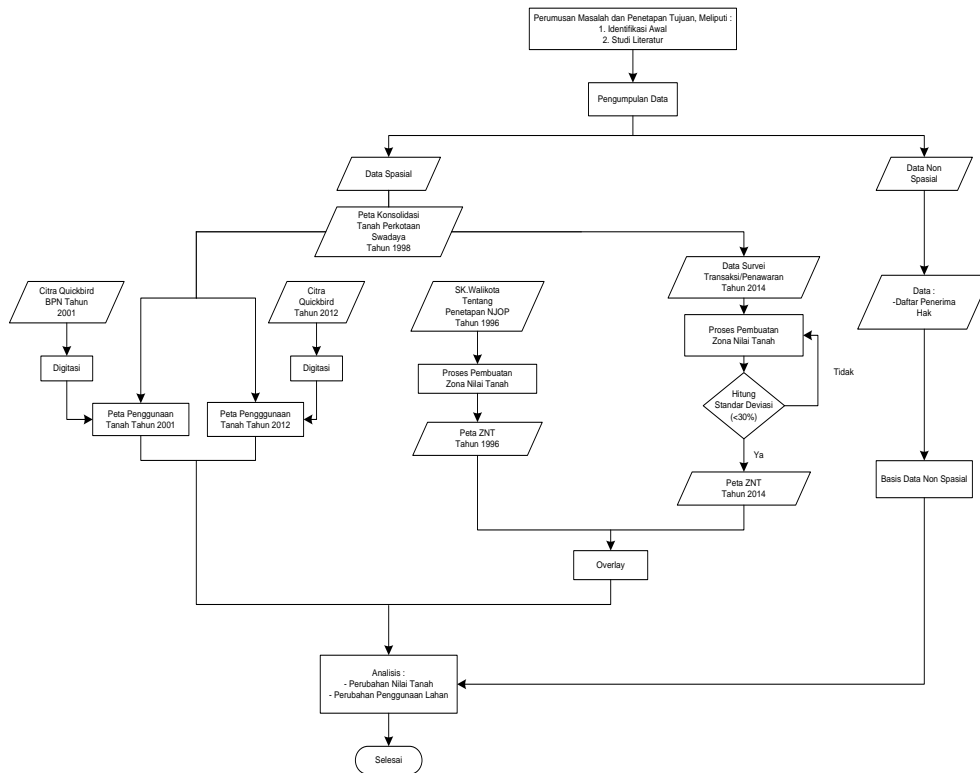 Perumusan Masalah dan Penetapan Tujuan, Meliputi :
1. Identifikasi Awal
2. Studi Literatur
Pengumpulan Data
Data Spasial
Data Non
Spasial
Peta Konsolidasi
Tanah Perkotaan
Swadaya
Tahun 1998
Citra Quickbird
BPN Tahun
2001
Citra
Quickbird
Tahun 2012
SK.Walikota
Tentang
Penetapan NJOP
Tahun 1996
Data Survei
Transaksi/Penawaran
Tahun 2014
Data :
-Daftar Penerima
Hak
Digitasi
Digitasi
Proses Pembuatan
Zona Nilai Tanah
Proses Pembuatan
Zona Nilai Tanah
Tidak
Hitung
Standar Deviasi
(<30%)
Ya
Peta Penggunaan
Tanah Tahun 2001
Peta Pengggunaan
Tanah Tahun 2012
Peta ZNT
Tahun 1996
Peta ZNT
Tahun 2014
Basis Data Non Spasial
Overlay
Analisis :
- Perubahan Nilai Tanah
- Perubahan Penggunaan Lahan
Selesai